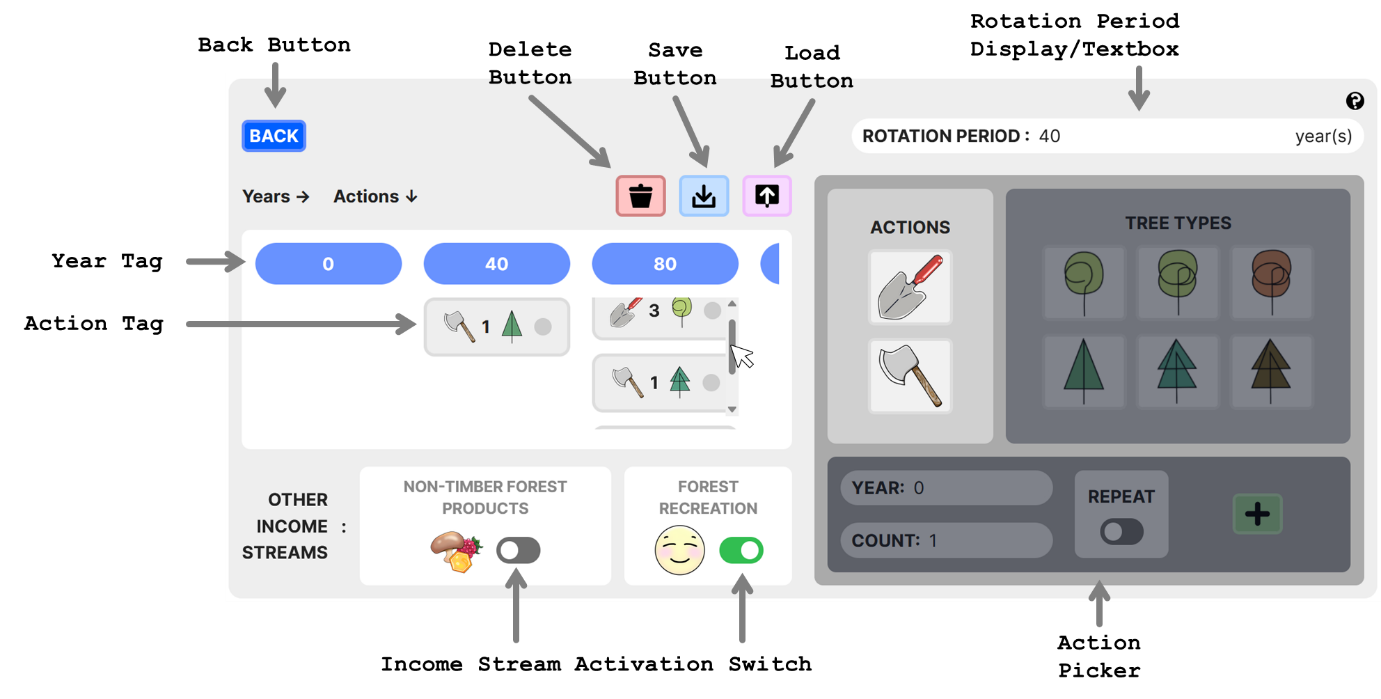 Back Button
Delete
Button
Save
Button
Load
Button
Rotation Period
Display/Textbox
?
BACK
ROTATION PERIOD : 40 year(s)
Years → Actions ↓
Year Tag
0 40 80
Action Tag
1
3
1
ACTIONS
TREE TYPES
OTHER
INCOME :
STREAMS
NON-TIMBER FOREST
PRODUCTS
FOREST
RECREATION
YEAR: 0
COUNT: 1
REPEAT
+
Income Stream Activation Switch
Action
Picker